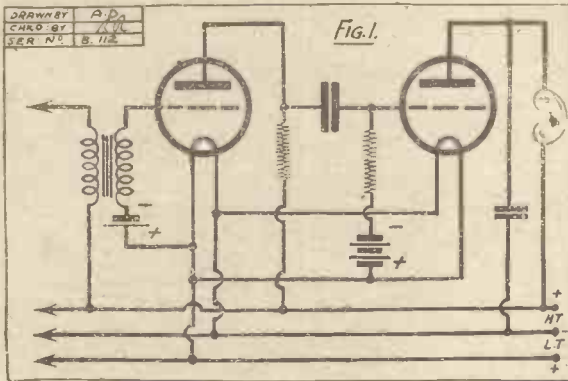 DRAWN BY A.P.
CHKD. BY
SER. Nº B. 112
FIG. 1.
-
+
-
+
+
H.T
-
L.T
+